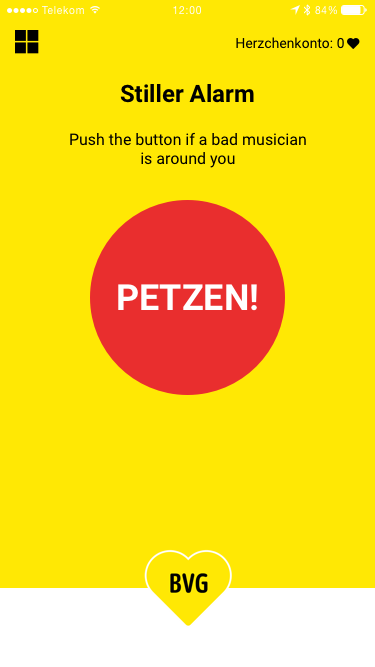 Telekom 12:00 84%
Herzchenkonto: 0
Stiller Alarm
Push the button if a bad musician
is around you
PETZEN!
BVG